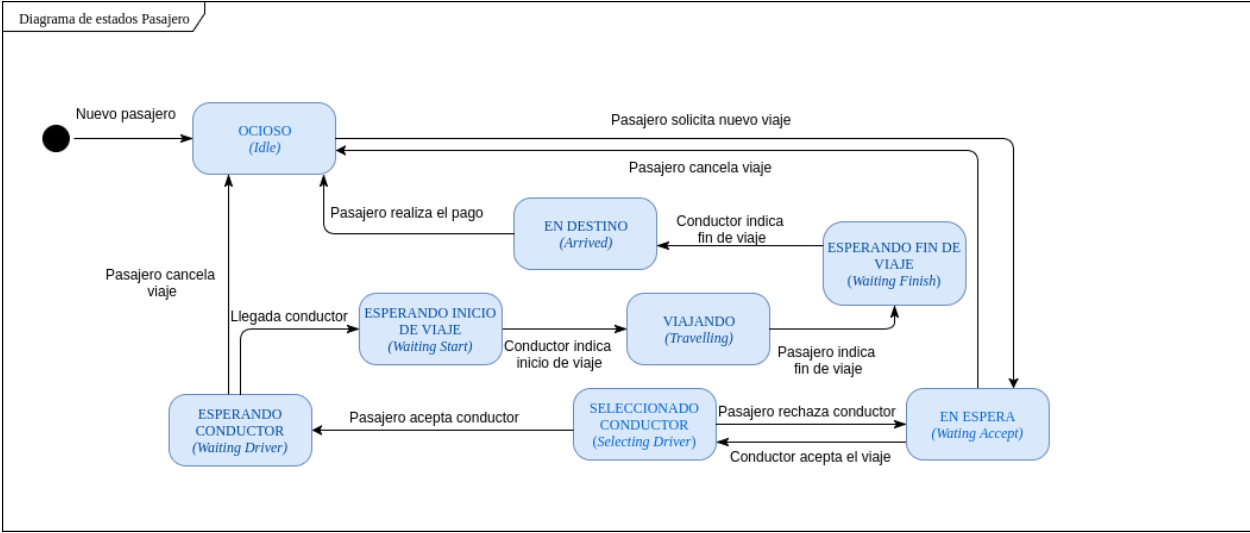 Diagrama de estados Pasajero
Nuevo pasajero
OCIOSO
(Idle)
Pasajero solicita nuevo viaje
Pasajero cancela viaje
Pasajero realiza el pago
EN DESTINO
(Arrived)
Conductor indica
fin de viaje
ESPERANDO FIN DE
VIAJE
(Waiting Finish)
Pasajero cancela
viaje
Llegada conductor
ESPERANDO INICIO
DE VIAJE
(Waiting Start)
Conductor indica
inicio de viaje
VIAJANDO
(Travelling)
Pasajero indica
fin de viaje
ESPERANDO
CONDUCTOR
(Waiting Driver)
Pasajero acepta conductor
SELECCIONADO
CONDUCTOR
(Selecting Driver)
Pasajero rechaza conductor
Conductor acepta el viaje
EN ESPERA
(Wating Accept)